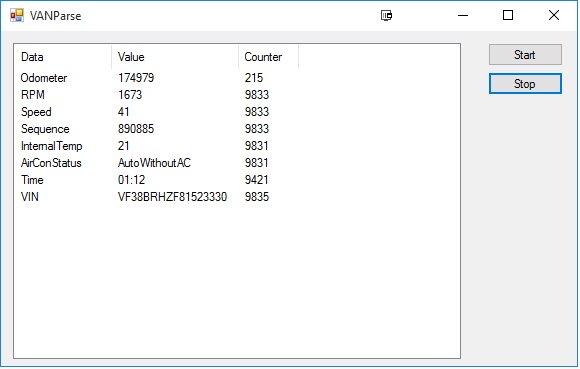 VANParse
Data Value Counter
Start
Odometer 174979 215
Stop
RPM 1673 9833
Speed 41 9833
Sequence 890885 9833
InternalTemp 21 9831
AirConStatus AutoWithoutAC 9831
Time 01:12 9421
VIN VF38BRHZF81523330 9835